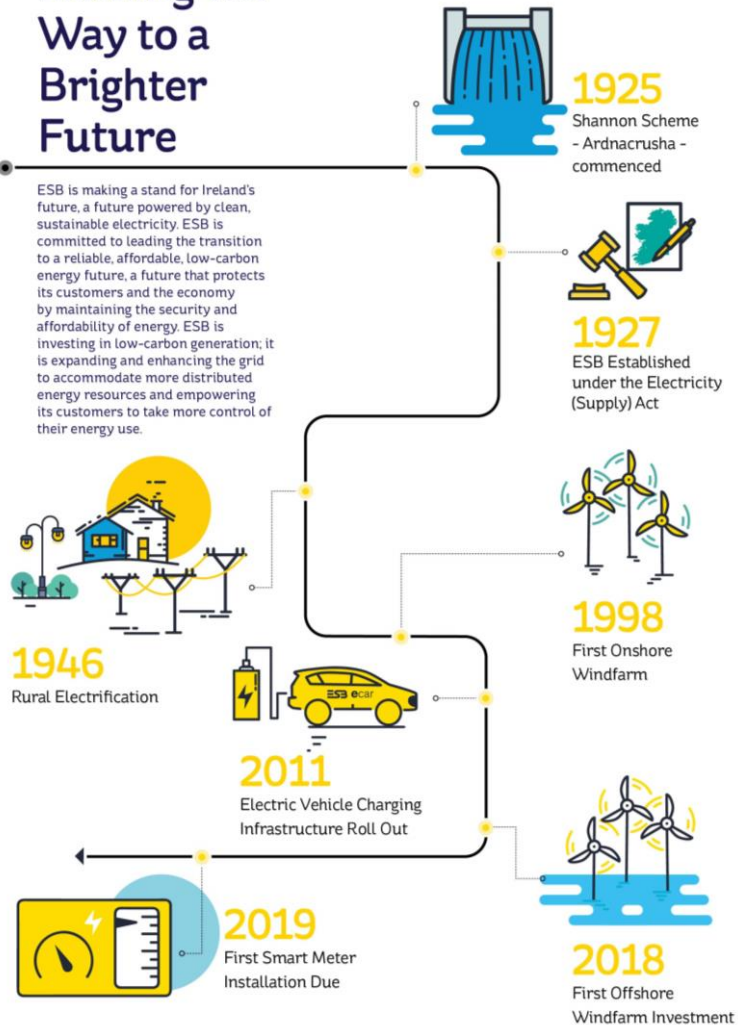 Way to a
Brighter
Future
ESB is making a stand for Ireland's
future, a future powered by clean,
sustainable electricity. ESB is
committed to leading the transition
to a reliable, affordable, low-carbon
energy future, a future that protects
its customers and the economy
by maintaining the security and
affordability of energy. ESB is
investing in low-carbon generation; it
is expanding and enhancing the grid
to accommodate more distributed
energy resources and empowering
its customers to take more control of
their energy use.
1925
Shannon Scheme
- Ardnacrusha -
commenced
1927
ESB Established
under the Electricity
(Supply) Act
1946
Rural Electrification
1998
First Onshore
Windfarm
ESB ecar
2011
Electric Vehicle Charging
Infrastructure Roll Out
2018
First Offshore
Windfarm Investment
2019
First Smart Meter
Installation Due